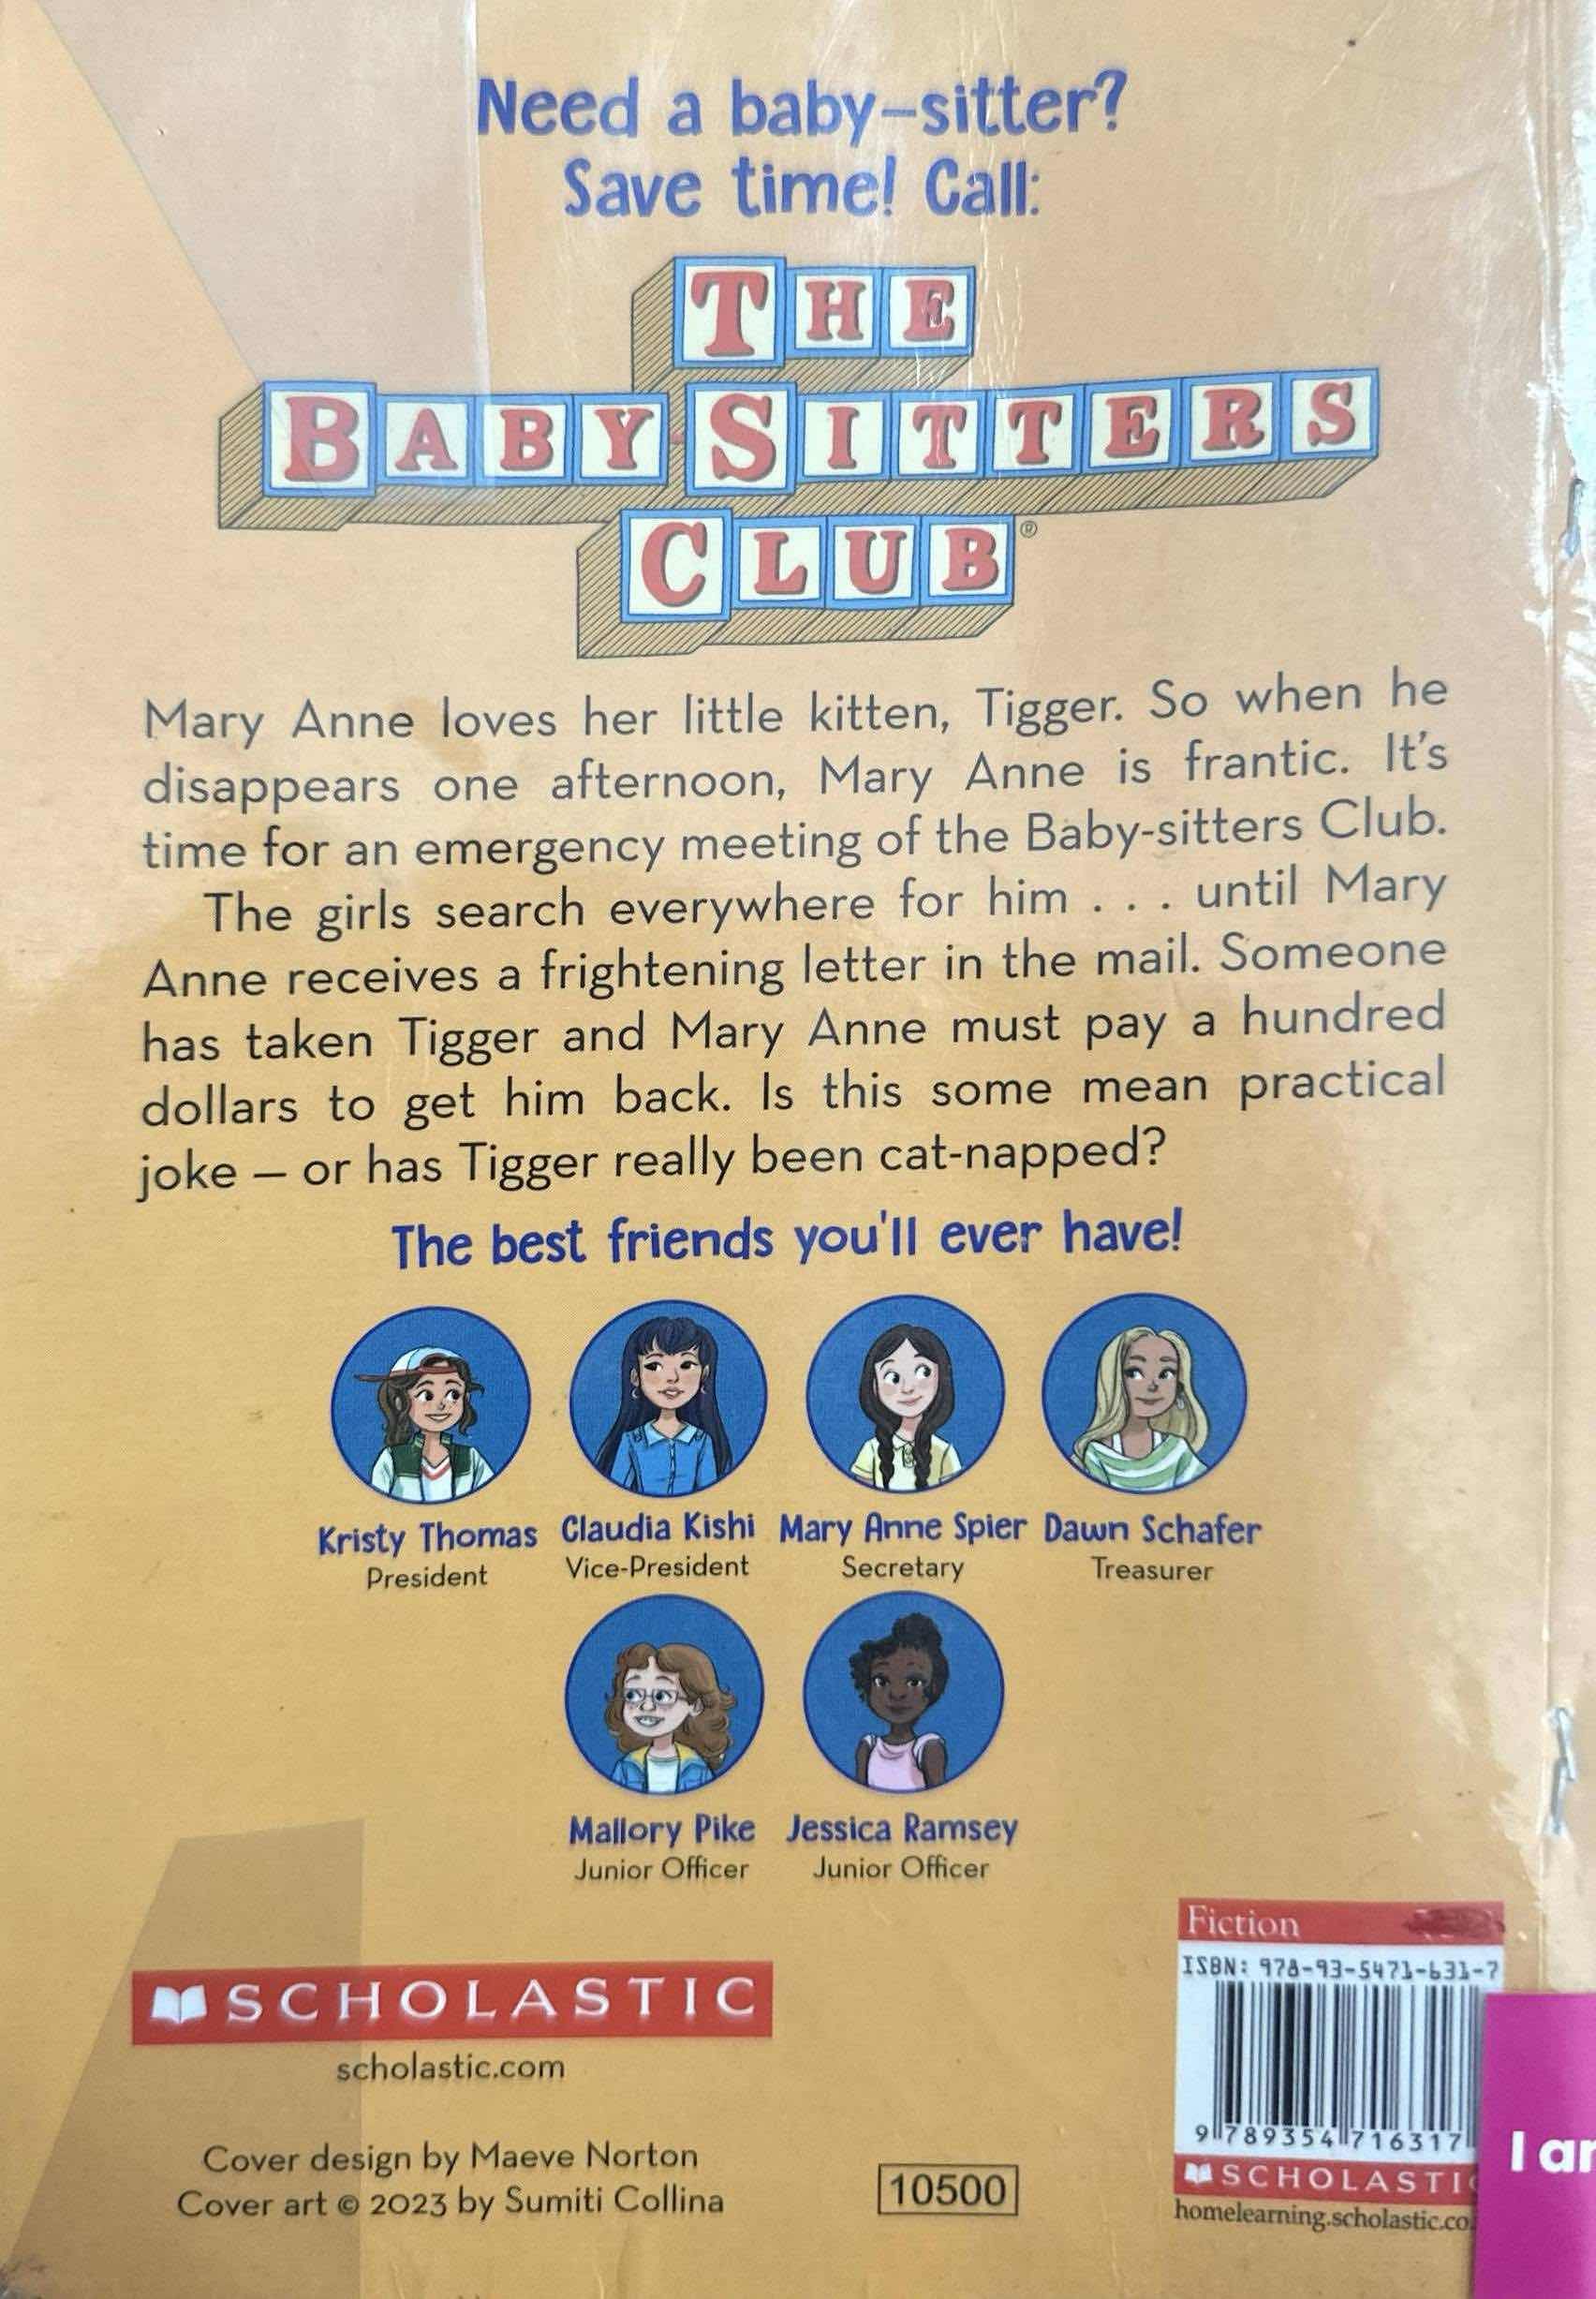 Need a baby-sitter?
Save time! Call:
THE
BABY-SITTERS
CLUB®
Mary Anne loves her little kitten, Tigger. So when he
disappears one afternoon, Mary Anne is frantic. It's
time for an emergency meeting of the Baby-sitters Club.
The girls search everywhere for him . . . until Mary
Anne receives a frightening letter in the mail. Someone
has taken Tigger and Mary Anne must pay a hundred
dollars to get him back. Is this some mean practical
joke — or has Tigger really been cat-napped?
The best friends you'll ever have!
Kristy Thomas Claudia Kishi Mary Anne Spier Dawn Schafer
President Vice-President Secretary Treasurer
Mallory Pike Jessica Ramsey
Junior Officer Junior Officer
Fiction
ISBN: 978-93-5471-631-7
9 789354 716317
SCHOLASTIC
homelearning.scholastic.co
SCHOLASTIC
scholastic.com
Cover design by Maeve Norton
Cover art © 2023 by Sumiti Collina
10500
I